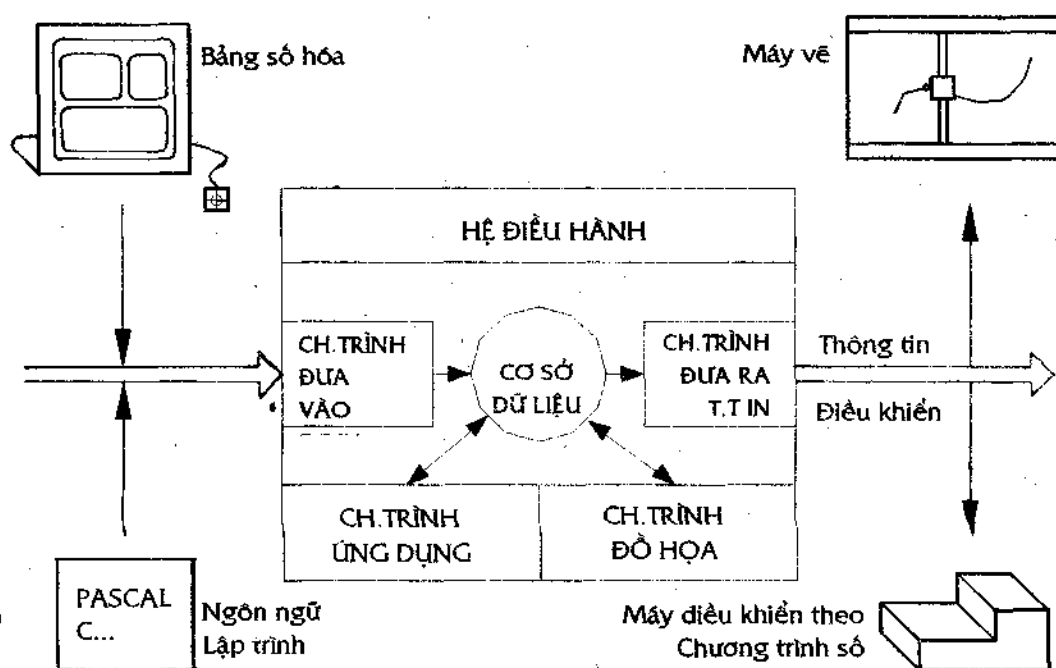 Bảng số hóa
Máy vẽ
HỆ ĐIỀU HÀNH
CH.TRÌNH
ĐƯA
VÀO
CƠ SỞ
DỮ LIỆU
CH.TRÌNH
ĐƯA RA
T.T IN
Thông tin
Điều khiển
CH.TRÌNH
ỨNG DỤNG
CH.TRÌNH
ĐỒ HỌA
PASCAL
C...
Ngôn ngữ
Lập trình
Máy điều khiển theo
Chương trình số